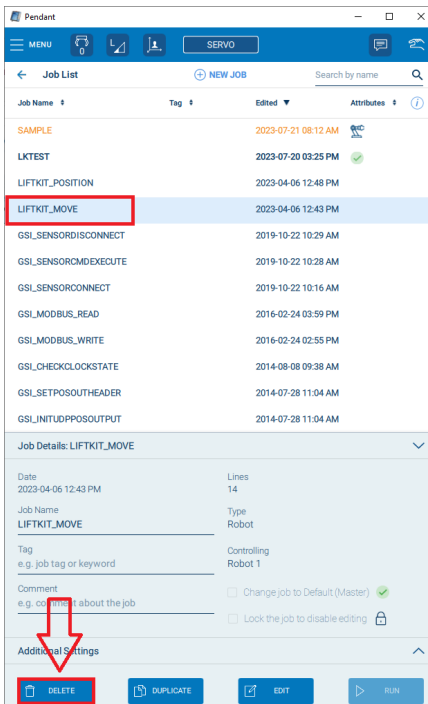 Pendant
MENU 0 L SERVO
Job List NEW JOB Search by name
Job Name Tag Edited Attributes
SAMPLE 2023-07-21 08:12 AM
LKTEST 2023-07-20 03:25 PM
LIFTKIT_POSITION 2023-04-06 12:48 PM
LIFTKIT_MOVE 2023-04-06 12:43 PM
GSI_SENSORDISCONNECT 2019-10-22 10:29 AM
GSI_SENSORCMDEXECUTE 2019-10-22 10:28 AM
GSI_SENSORCONNECT 2019-10-22 10:16 AM
GSI_MODBUS_READ 2016-02-24 03:59 PM
GSI_MODBUS_WRITE 2016-02-24 02:55 PM
GSI_CHECKCLOCKSTATE 2014-08-08 09:38 AM
GSI_SETPOSOUTHEADER 2014-07-28 11:04 AM
GSI_INITUDPPOSOUTPUT 2014-07-28 11:04 AM
Job Details: LIFTKIT_MOVE
Date Lines
2023-04-06 12:43 PM 14
Job Name Type
LIFTKIT_MOVE Robot
Tag Controlling
e.g. job tag or keyword Robot 1
Comment Change job to Default (Master)
e.g. comment about the job
Lock the job to disable editing
Additional Settings
DELETE DUPLICATE EDIT RUN